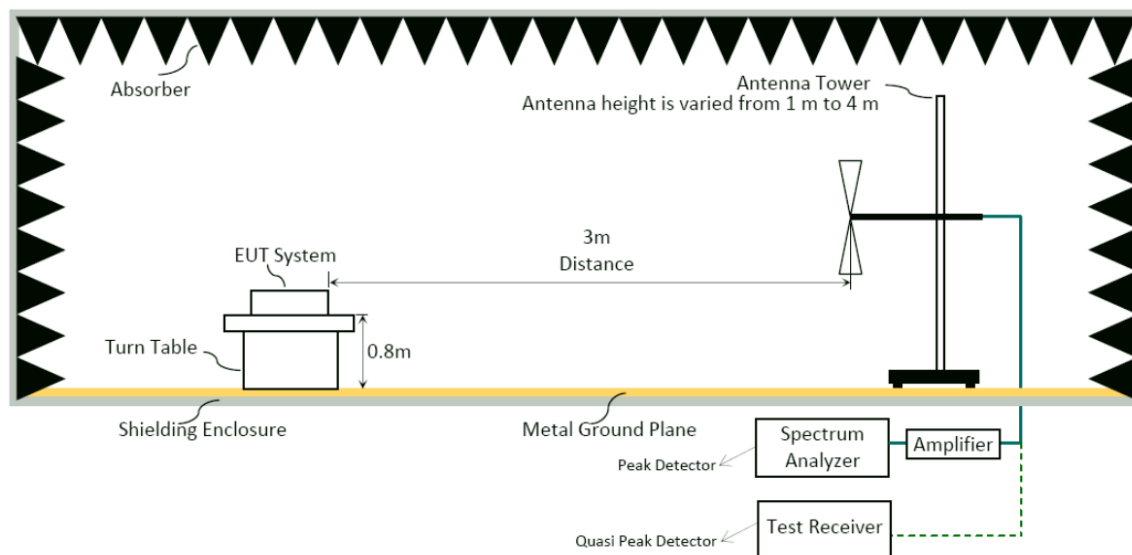 Absorber
Antenna Tower
Antenna height is varied from 1 m to 4 m
3m
Distance
EUT System
Turn Table
0.8m
Shielding Enclosure
Metal Ground Plane
Spectrum
Analyzer
Amplifier
Peak Detector
Test Receiver
Quasi Peak Detector